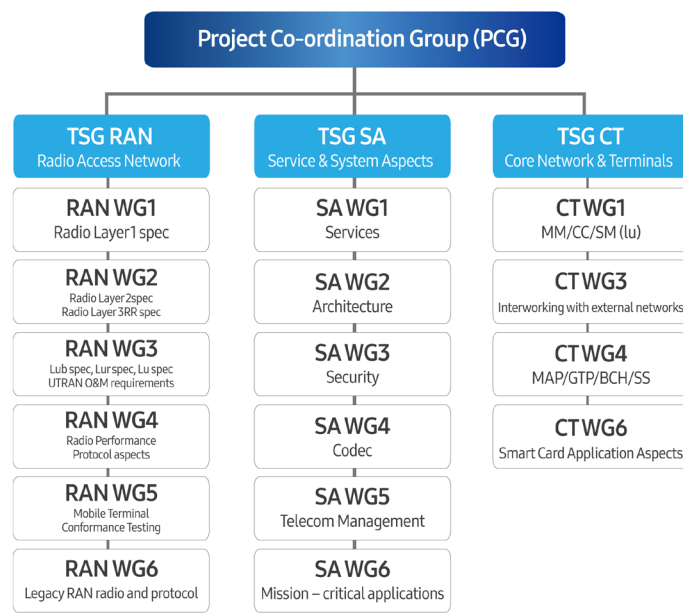 Project Co-ordination Group (PCG)
TSG RAN
Radio Access Network
RAN WG1
Radio Layer1 spec
RAN WG2
Radio Layer 2spec
Radio Layer 3RR spec
RAN WG3
Lub spec, Lur spec, Lu spec
UTRAN O&M requirements
RAN WG4
Radio Performance
Protocol aspects
RAN WG5
Mobile Terminal
Conformance Testing
RAN WG6
Legacy RAN radio and protocol
TSG SA
Service & System Aspects
SA WG1
Services
SA WG2
Architecture
SA WG3
Security
SA WG4
Codec
SA WG5
Telecom Management
SA WG6
Mission – critical applications
TSG CT
Core Network & Terminals
CT WG1
MM/CC/SM (lu)
CT WG3
Interworking with external networks
CT WG4
MAP/GTP/BCH/SS
CT WG6
Smart Card Application Aspects